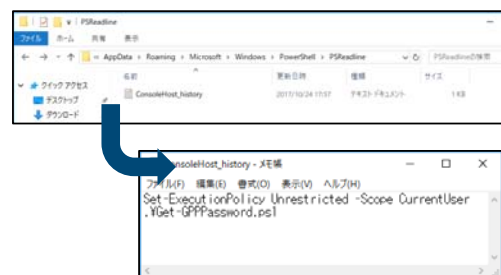 PSReadline
ファイル ホーム 共有 表示
AppData › Roaming › Microsoft › Windows › PowerShell › PSReadline
PSReadlineの検索
名前 更新日時 種類 サイズ
クイック アクセス
デスクトップ
ダウンロード
ConsoleHost_history 2017/10/24 17:57 テキスト ドキュメント 1 KB
ConsoleHost_history - メモ帳
ファイル(F) 編集(E) 書式(O) 表示(V) ヘルプ(H)
Set-ExecutionPolicy Unrestricted -Scope CurrentUser
.¥Get-GPPPassword.ps1